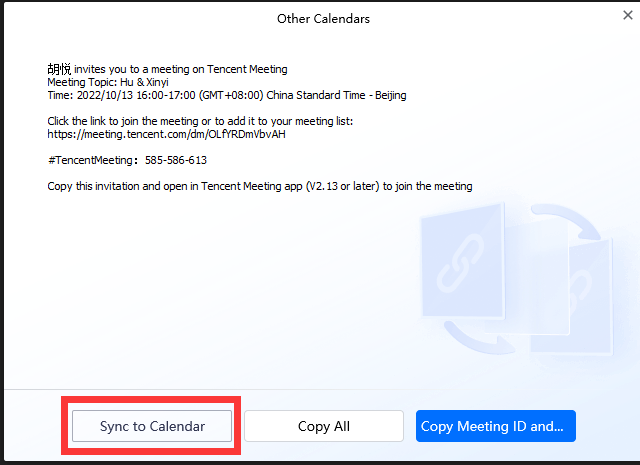 Other Calendars
胡悦 invites you to a meeting on Tencent Meeting
Meeting Topic: Hu & Xinyi
Time: 2022/10/13 16:00-17:00 (GMT+08:00) China Standard Time - Beijing
Click the link to join the meeting or to add it to your meeting list:
https://meeting.tencent.com/dm/OLfYRDmVbvAH
#TencentMeeting：585-586-613
Copy this invitation and open in Tencent Meeting app (V2.13 or later) to join the meeting
Sync to Calendar
Copy All
Copy Meeting ID and...